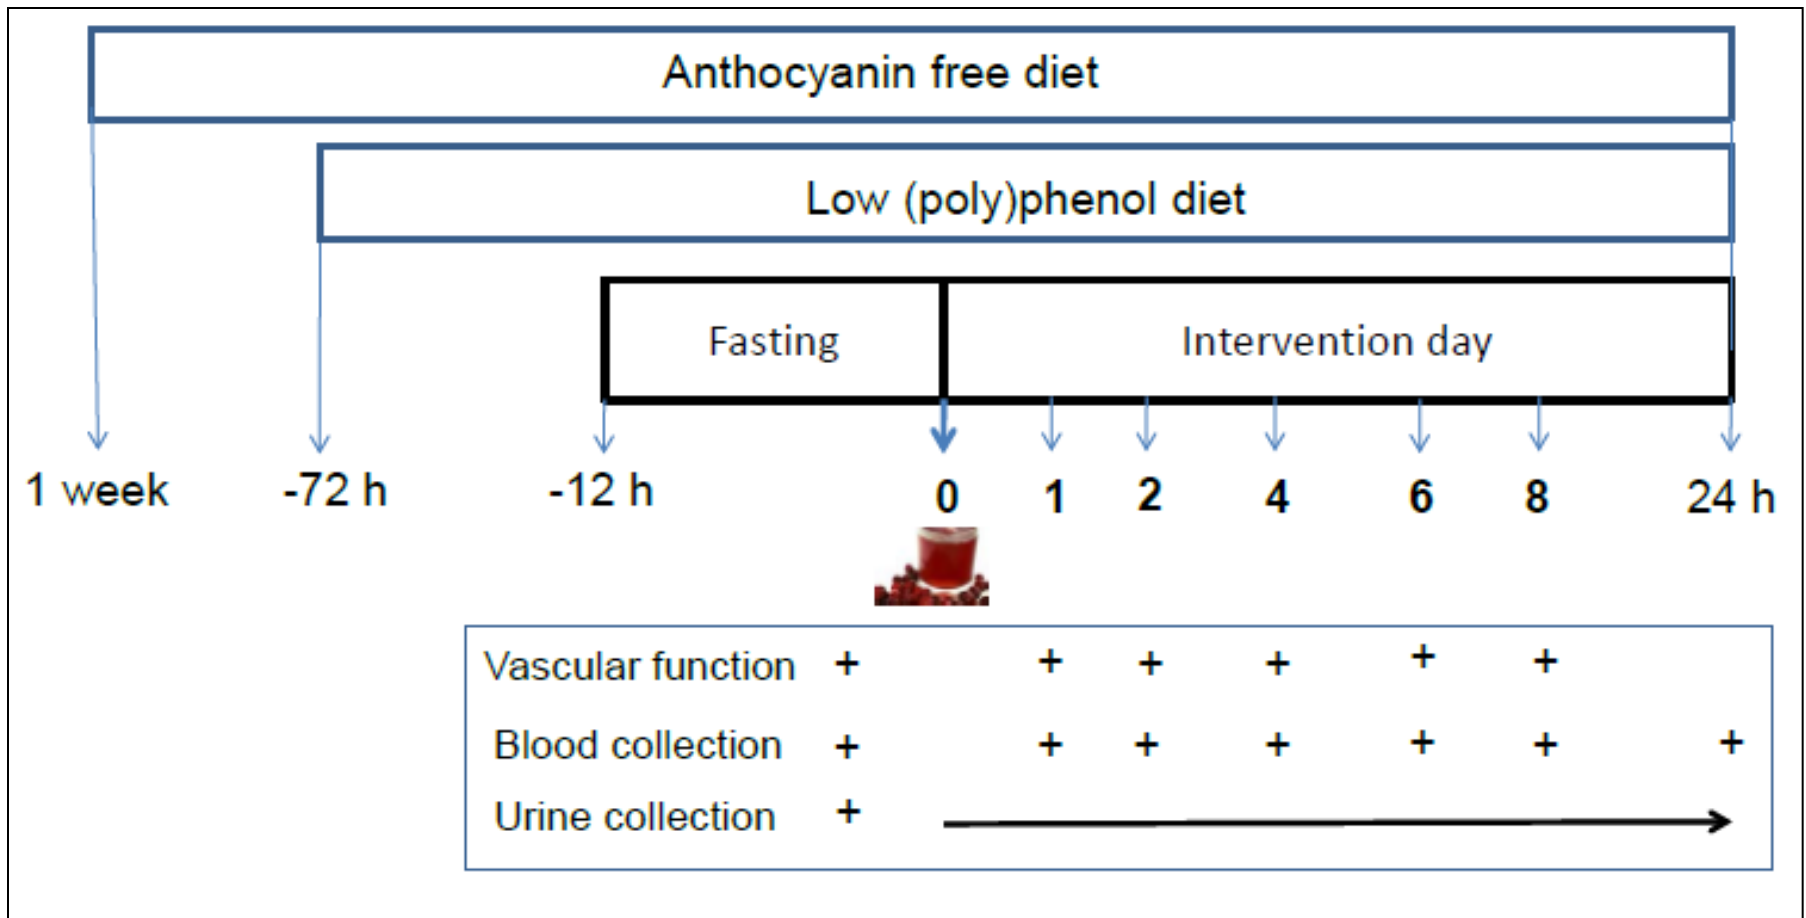 Anthocyanin free diet
Low (poly)phenol diet
Fasting Intervention day
1 week -72 h -12 h 0 1 2 4 6 8 24 h
Vascular function + + + + + +
Blood collection + + + + + + +
Urine collection +